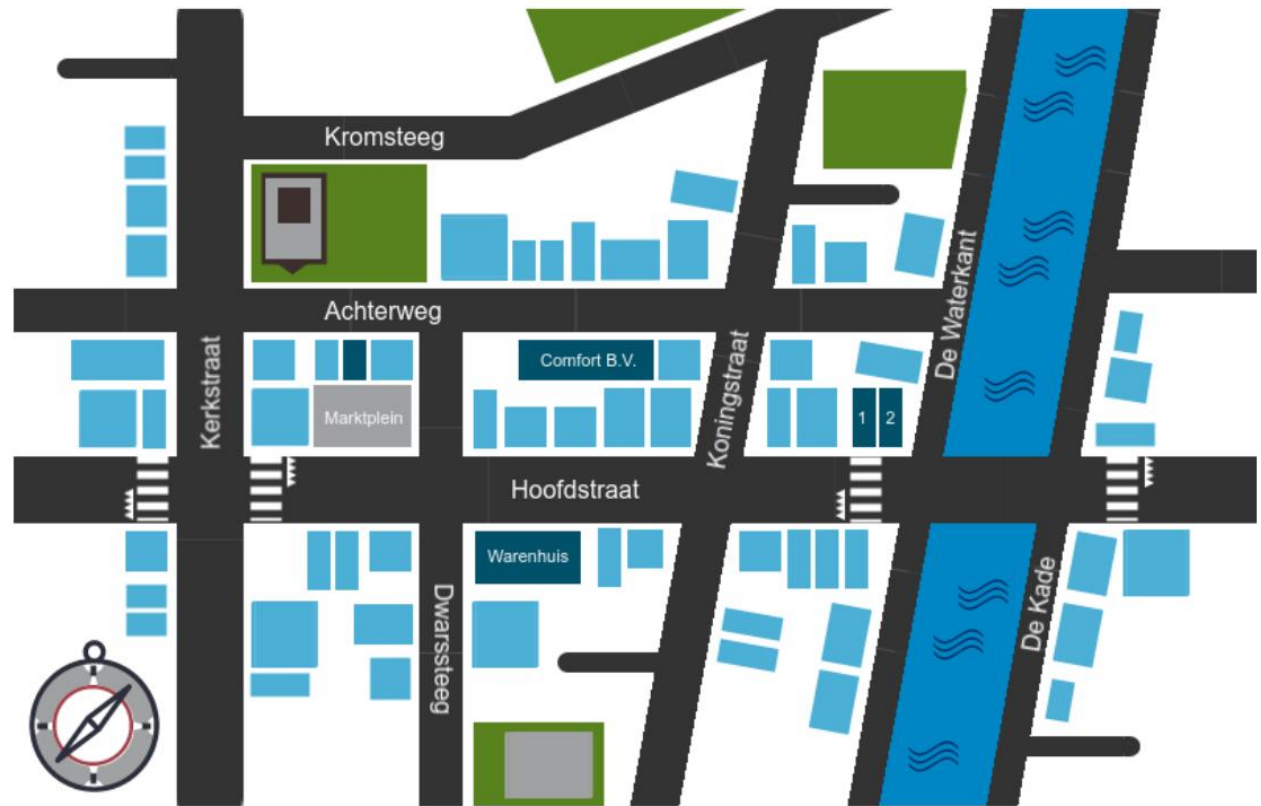 Kromsteeg
Achterweg
De Waterkant
Kerkstraat
Comfort B.V.
Koningstraat
Marktplein
1 2
Hoofdstraat
Warenhuis
Dwarssteeg
De Kade